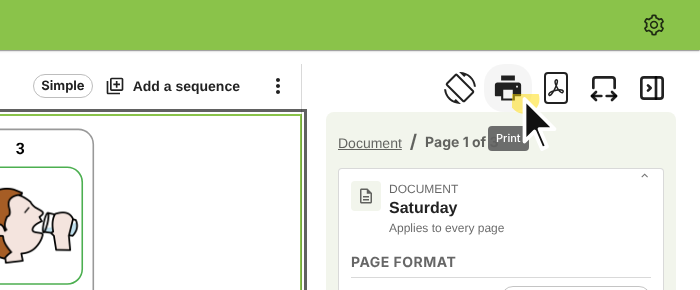 Simple
Add a sequence
Print
Document / Page 1 of
3
DOCUMENT
Saturday
Applies to every page
PAGE FORMAT